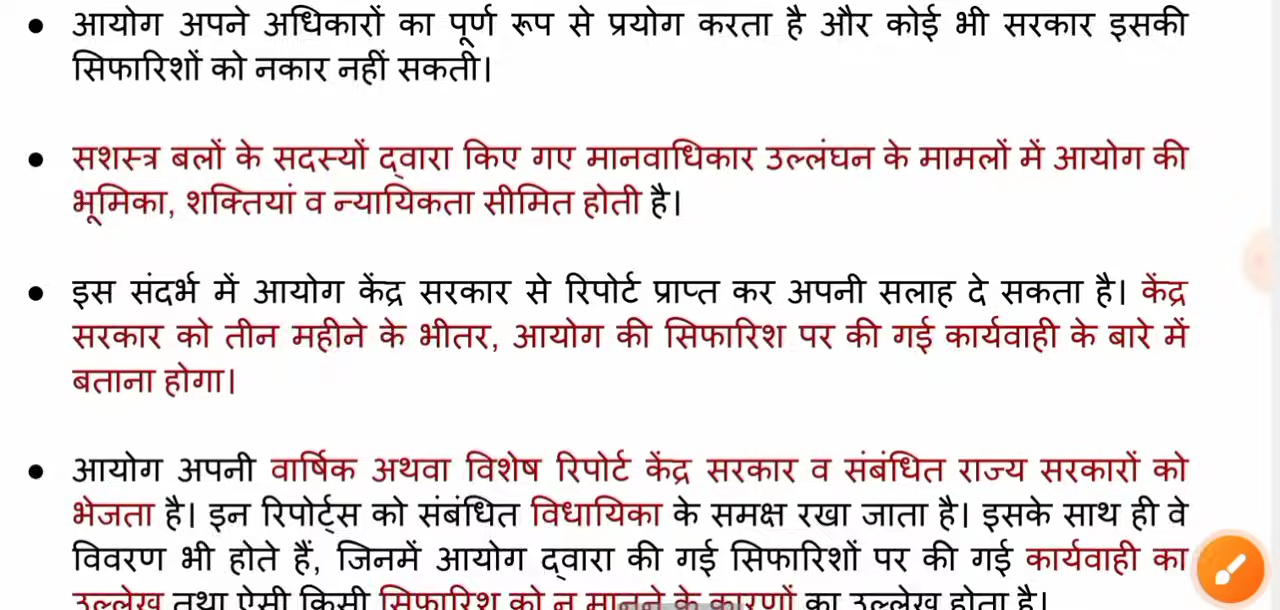 • आयोग अपने अधिकारों का पूर्ण रूप से प्रयोग करता है और कोई भी सरकार इसकी
सिफारिशों को नकार नहीं सकती।
• सशस्त्र बलों के सदस्यों द्वारा किए गए मानवाधिकार उल्लंघन के मामलों में आयोग की
भूमिका, शक्तियां व न्यायिकता सीमित होती है।
• इस संदर्भ में आयोग केंद्र सरकार से रिपोर्ट प्राप्त कर अपनी सलाह दे सकता है। केंद्र
सरकार को तीन महीने के भीतर, आयोग की सिफारिश पर की गई कार्यवाही के बारे में
बताना होगा।
• आयोग अपनी वार्षिक अथवा विशेष रिपोर्ट केंद्र सरकार व संबंधित राज्य सरकारों को
भेजता है। इन रिपोर्ट्स को संबंधित विधायिका के समक्ष रखा जाता है। इसके साथ ही वे
विवरण भी होते हैं, जिनमें आयोग द्वारा की गई सिफारिशों पर की गई कार्यवाही का
उल्लेख तथा ऐसी किसी सिफारिश को न मानने के कारणों का उल्लेख होता है।